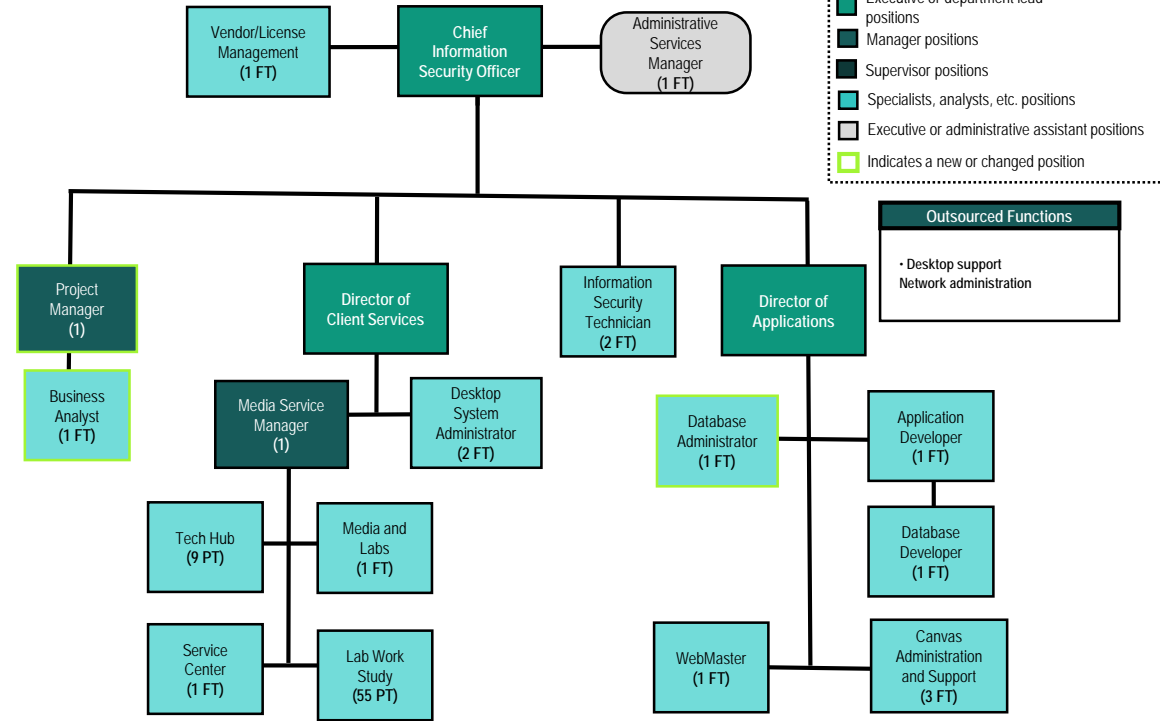 Vendor/License
Management
(1 FT)
Chief
Information
Security Officer
Administrative
Services
Manager
(1 FT)
Executive or department lead
positions
Manager positions
Supervisor positions
Specialists, analysts, etc. positions
Executive or administrative assistant positions
Indicates a new or changed position
Outsourced Functions
• Desktop support
Network administration
Project
Manager
(1)
Director of
Client Services
Information
Security
Technician
(2 FT)
Director of
Applications
Business
Analyst
(1 FT)
Media Service
Manager
(1)
Desktop
System
Administrator
(2 FT)
Database
Administrator
(1 FT)
Application
Developer
(1 FT)
Tech Hub
(9 PT)
Media and
Labs
(1 FT)
Database
Developer
(1 FT)
Service
Center
(1 FT)
Lab Work
Study
(55 PT)
WebMaster
(1 FT)
Canvas
Administration
and Support
(3 FT)